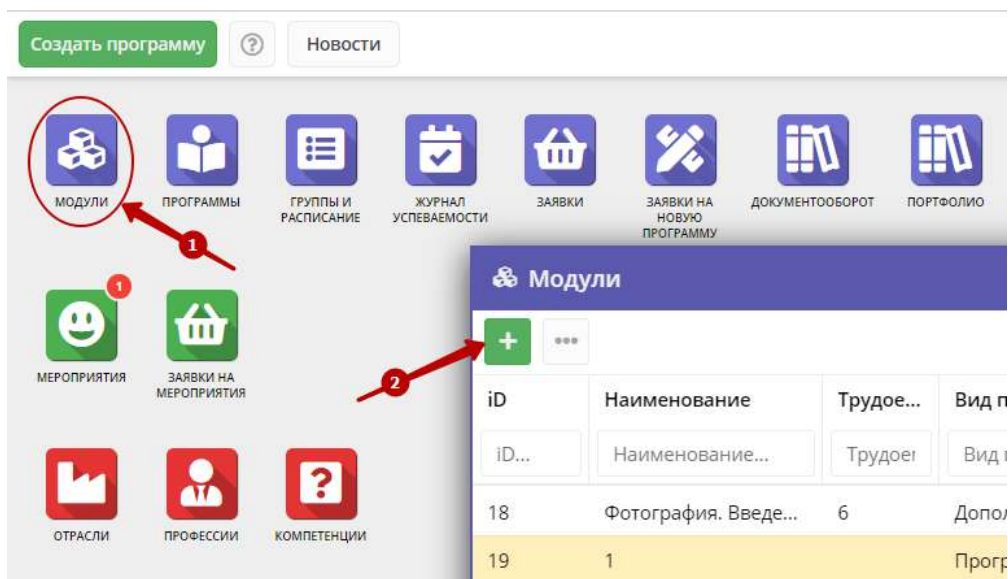 Создать программу
?
Новости
МОДУЛИ
ПРОГРАММЫ
ГРУППЫ И
РАСПИСАНИЕ
ЖУРНАЛ
УСПЕВАЕМОСТИ
ЗАЯВКИ
ЗАЯВКИ НА
НОВУЮ
ПРОГРАММУ
ДОКУМЕНТООБОРОТ
ПОРТФОЛИО
1
1
МЕРОПРИЯТИЯ
ЗАЯВКИ НА
МЕРОПРИЯТИЯ
ОТРАСЛИ
ПРОФЕССИИ
?
КОМПЕТЕНЦИИ
Модули
+ •••
2
iD Наименование Трудое... Вид п
iD... Наименование... Трудоег Вид
18 Фотография. Введе... 6 Допол
19 1 Прогр